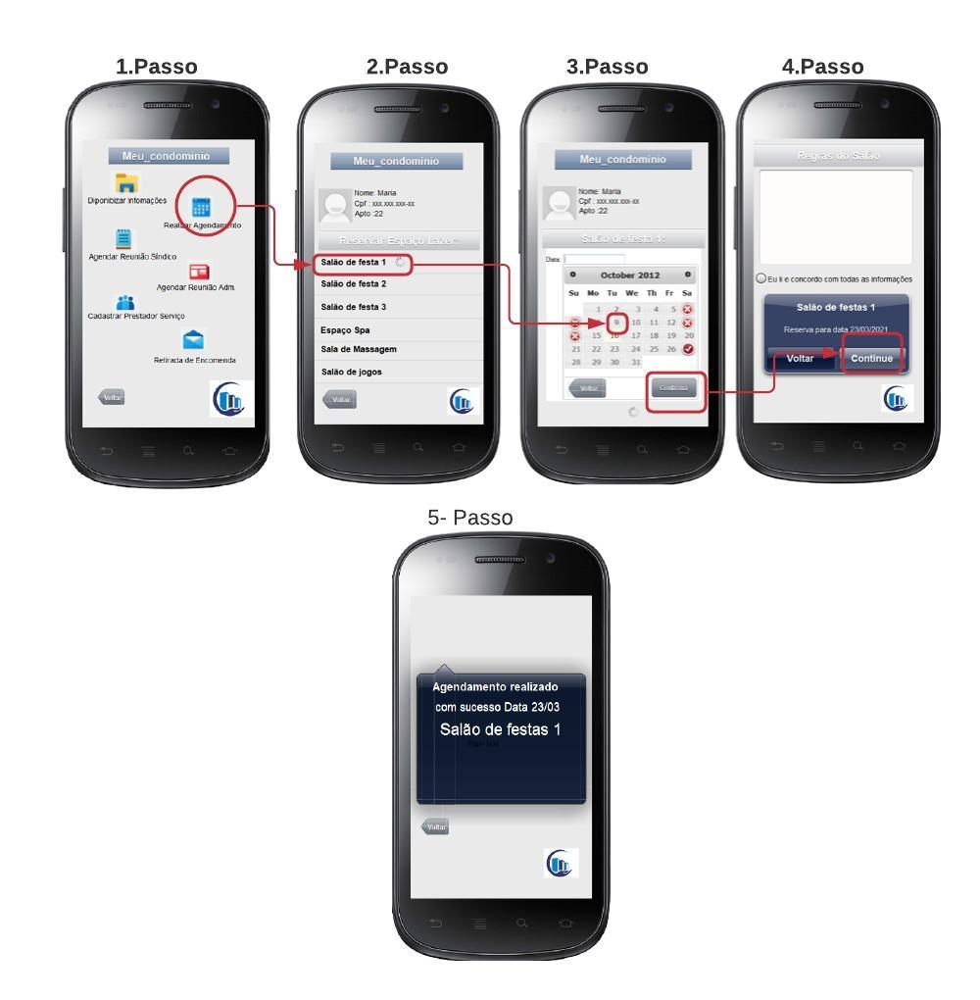 1.Passo
Meu_condominio
Diponibizar infomações
Realizar Agendamento
Agendar Reunião Síndico
Agendar Reunião Adm.
Cadastrar Prestador Serviço
Retirada de Encomenda
Voltar
2.Passo
Meu_condominio
Nome: Maria
Cpf : xxx.xxx.xxx-xx
Apto :22
Reservar Espaço Lazer:
Salão de festa 1
Salão de festa 2
Salão de festa 3
Espaço Spa
Sala de Massagem
Salão de jogos
Voltar
3.Passo
Meu_condominio
Nome: Maria
Cpf : xxx.xxx.xxx-xx
Apto :22
Salão de festa 1:
Data:
October 2012
Su Mo Tu We Th Fr Sa
1 2 3 4 5
9 10 11 12
15 16 17 18 19 20
21 22 23 24 25 26
28 29 30 31
Voltar
Confirma
4.Passo
Regras do Salão
Eu li e concordo com todas as informações
Salão de festas 1
Reserva para data 23/03/2021
Voltar
Continue
5- Passo
Agendamento realizado
com sucesso Data 23/03
Salão de festas 1
Voltar